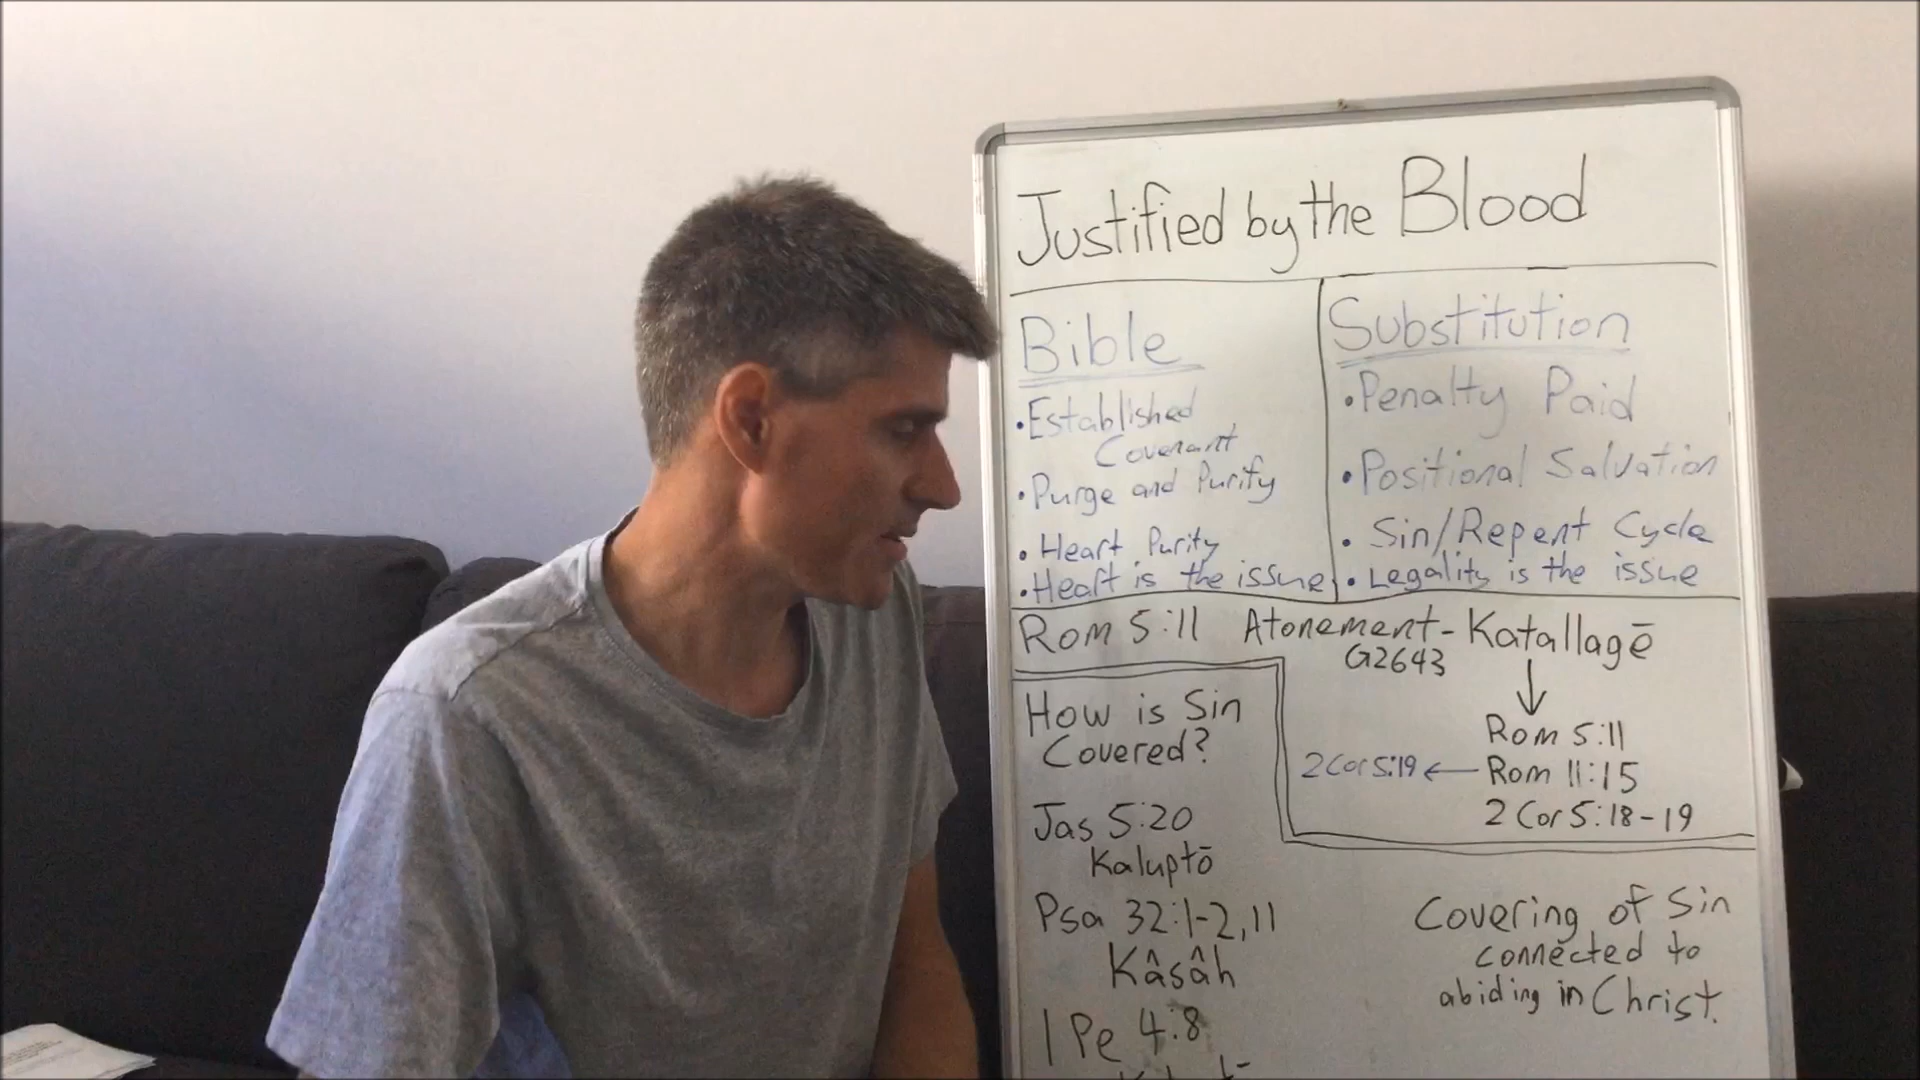 Justified by the Blood
Bible
• Established
Covenant
• Purge and Purify
• Heart Purity
• Heart is the issue
Substitution
• Penalty Paid
• Positional Salvation
• Sin/Repent Cycle
• Legality is the issue
Rom 5:11 Atonement - Katallagē
G2643
↓
Rom 5:11
2 Cor 5:19 ← Rom 11:15
2 Cor 5:18-19
How is Sin
Covered?
Jas 5:20
Kaluptō
Psa 32:1-2,11
Kâsâh
1 Pe 4:8
Covering of Sin
connected to
abiding in Christ.